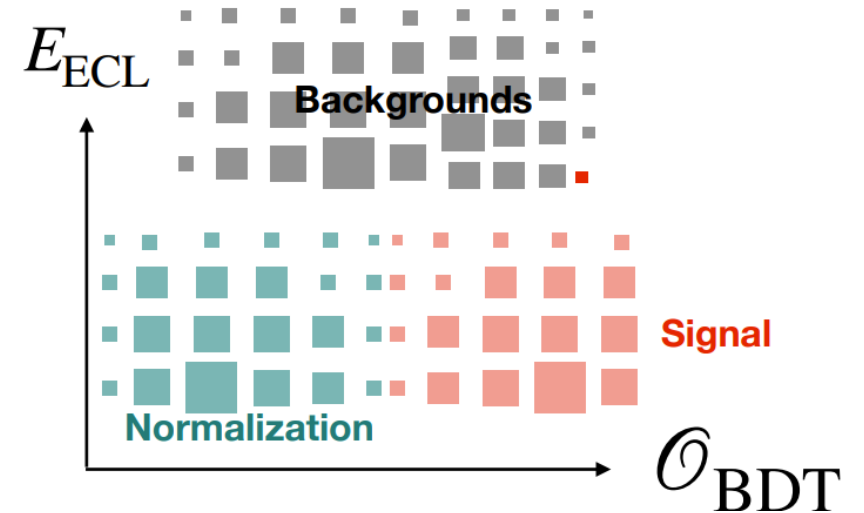 E_ECL
Backgrounds
Signal
Normalization
𝒪_BDT